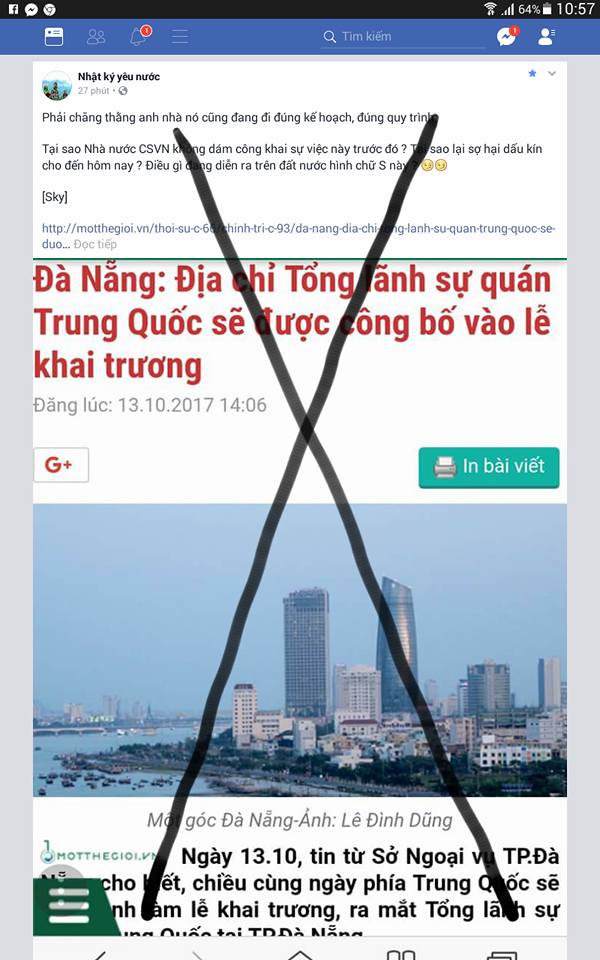 64% 10:57
1
Tìm kiếm
1
Nhật ký yêu nước
27 phút •
Phải chăng thằng anh nhà nó cũng đang đi đúng kế hoạch, đúng quy trình
Tại sao Nhà nước CSVN không dám công khai sự việc này trước đó ? Tại sao lại sợ hại dấu kín
cho đến hôm nay ? Điều gì đang diễn ra trên đất nước hình chữ S này ?
[Sky]
http://motthegioi.vn/thoi-su-c-66/chinh-tri-c-93/da-nang-dia-chi-tong-lanh-su-quan-trung-quoc-se-
duo... Đọc tiếp
Đà Nẵng: Địa chỉ Tổng lãnh sự quán
Trung Quốc sẽ được công bố vào lễ
khai trương
Đăng lúc: 13.10.2017 14:06
G+
In bài viết
Một góc Đà Nẵng-Ảnh: Lê Đình Dũng
MOTTHEGIOI.VN Ngày 13.10, tin từ Sở Ngoại vụ TP.Đà
cho biết, chiều cùng ngày phía Trung Quốc sẽ
làm lễ khai trương, ra mắt Tổng lãnh sự
Quốc tại TP.Đà Nẵng